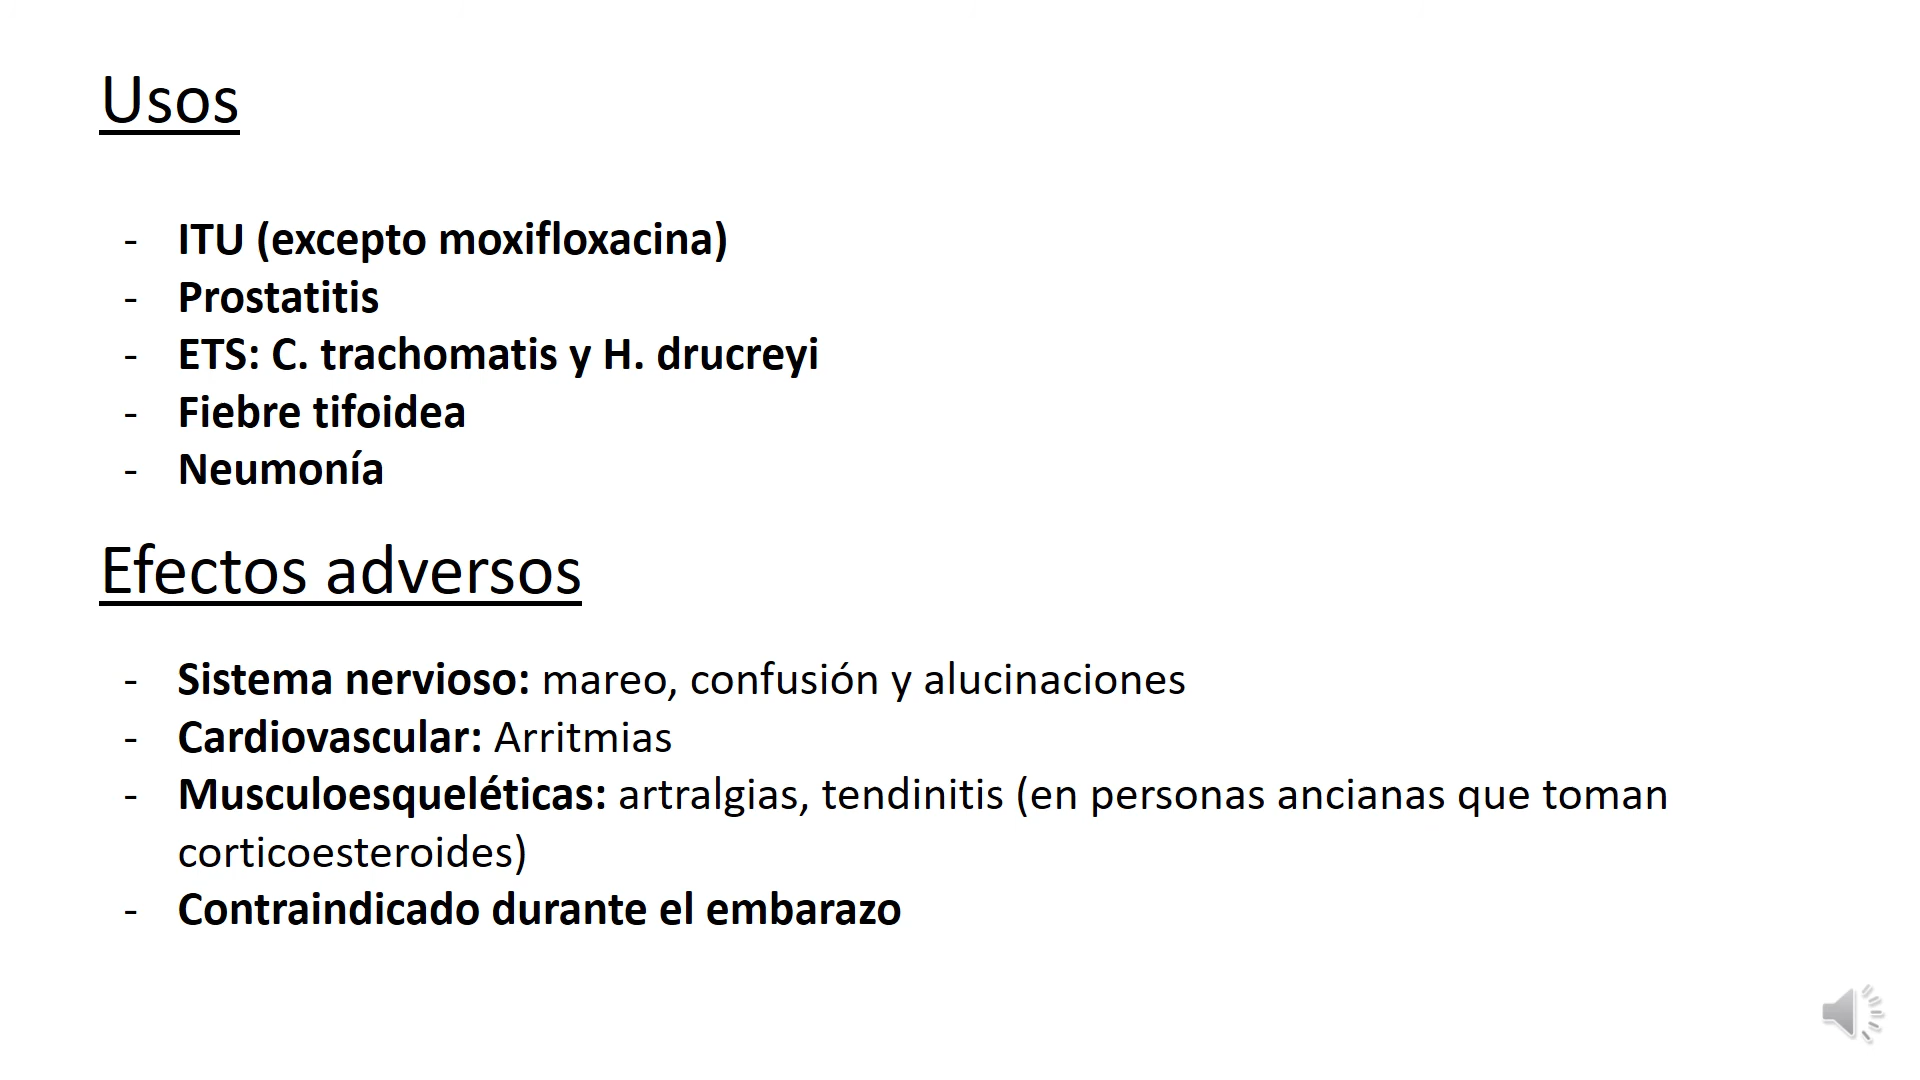 Usos
- ITU (excepto moxifloxacina)
- Prostatitis
- ETS: C. trachomatis y H. drucreyi
- Fiebre tifoidea
- Neumonía
Efectos adversos
- Sistema nervioso: mareo, confusión y alucinaciones
- Cardiovascular: Arritmias
- Musculoesqueléticas: artralgias, tendinitis (en personas ancianas que toman
corticoesteroides)
- Contraindicado durante el embarazo